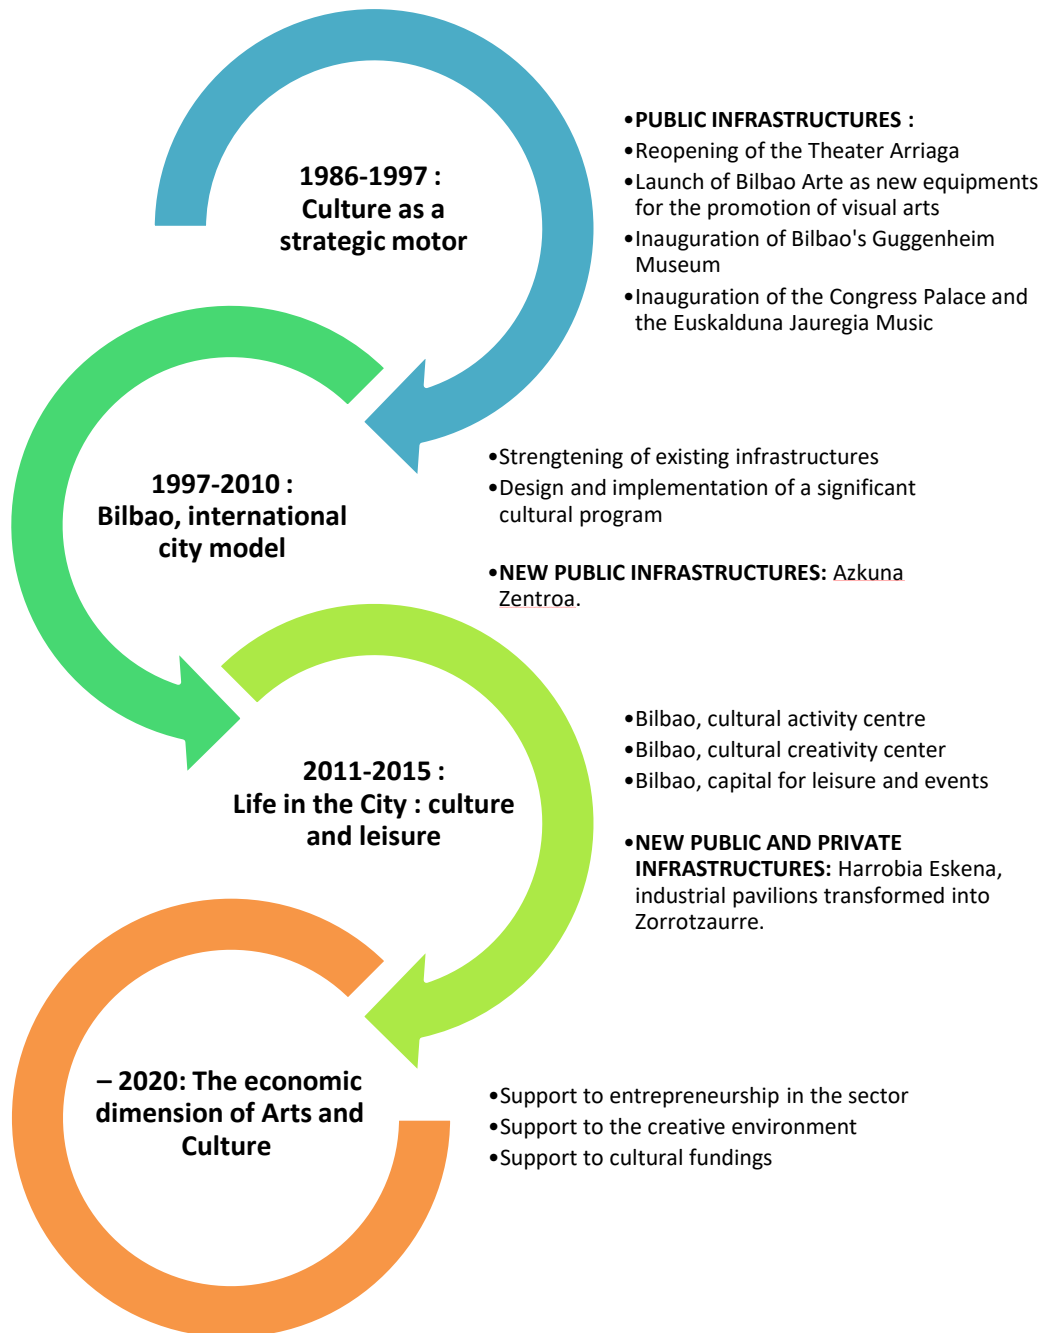 1986-1997 :
Culture as a
strategic motor
•PUBLIC INFRASTRUCTURES :
•Reopening of the Theater Arriaga
•Launch of Bilbao Arte as new equipments
for the promotion of visual arts
•Inauguration of Bilbao's Guggenheim
Museum
•Inauguration of the Congress Palace and
the Euskalduna Jauregia Music
1997-2010 :
Bilbao, international
city model
•Strengtening of existing infrastructures
•Design and implementation of a significant
cultural program
•NEW PUBLIC INFRASTRUCTURES: Azkuna
Zentroa.
2011-2015 :
Life in the City : culture
and leisure
•Bilbao, cultural activity centre
•Bilbao, cultural creativity center
•Bilbao, capital for leisure and events
•NEW PUBLIC AND PRIVATE
INFRASTRUCTURES: Harrobia Eskena,
industrial pavilions transformed into
Zorrotzaurre.
– 2020: The economic
dimension of Arts and
Culture
•Support to entrepreneurship in the sector
•Support to the creative environment
•Support to cultural fundings